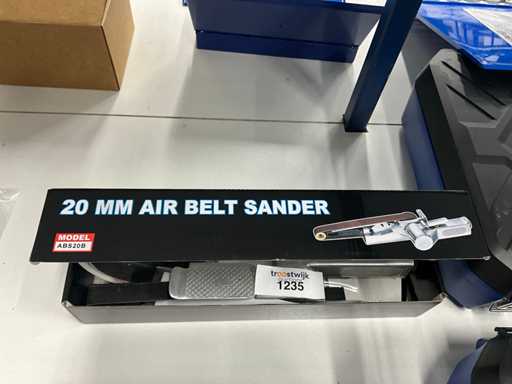 20 MM AIR BELT SANDER
MODEL
ABS20B
troostwijk
1235